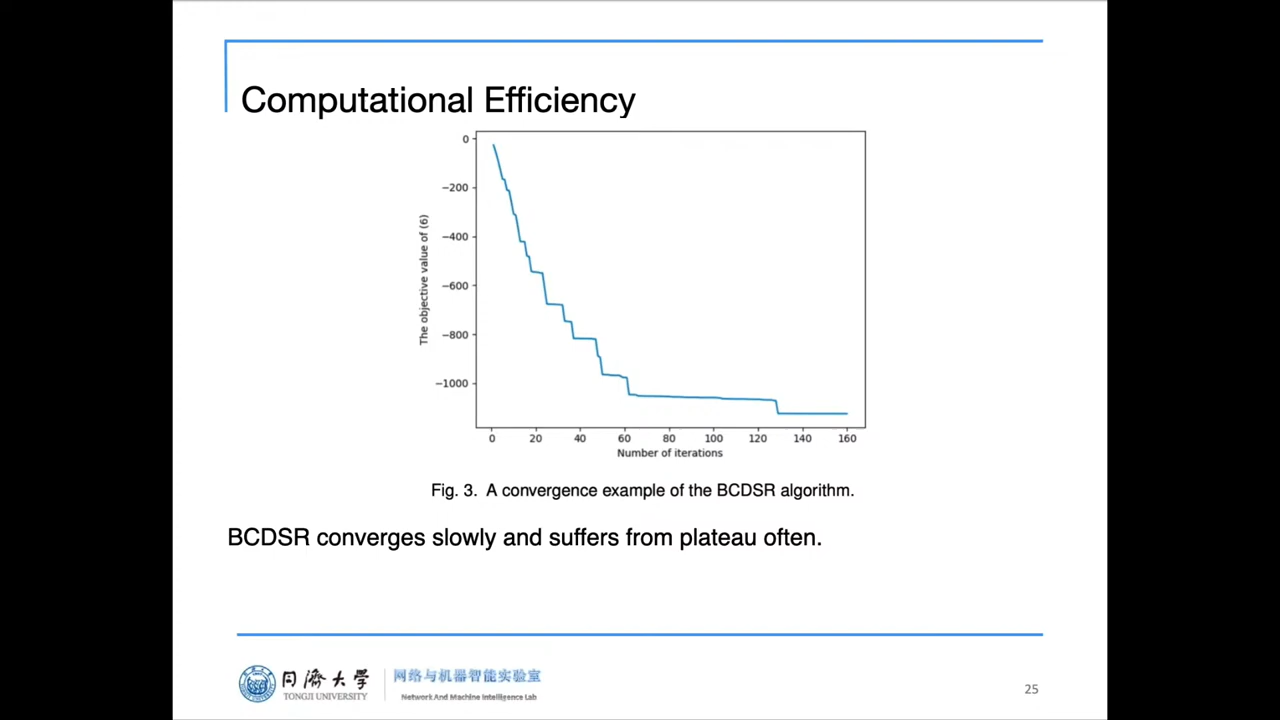 Computational Efficiency
0
−200
−400
−600
−800
−1000
The objective value of (6)
0 20 40 60 80 100 120 140 160
Number of iterations
Fig. 3. A convergence example of the BCDSR algorithm.
BCDSR converges slowly and suffers from plateau often.
同濟大學
TONGJI UNIVERSITY
网络与机器智能实验室
Network And Machine Intelligence Lab
25